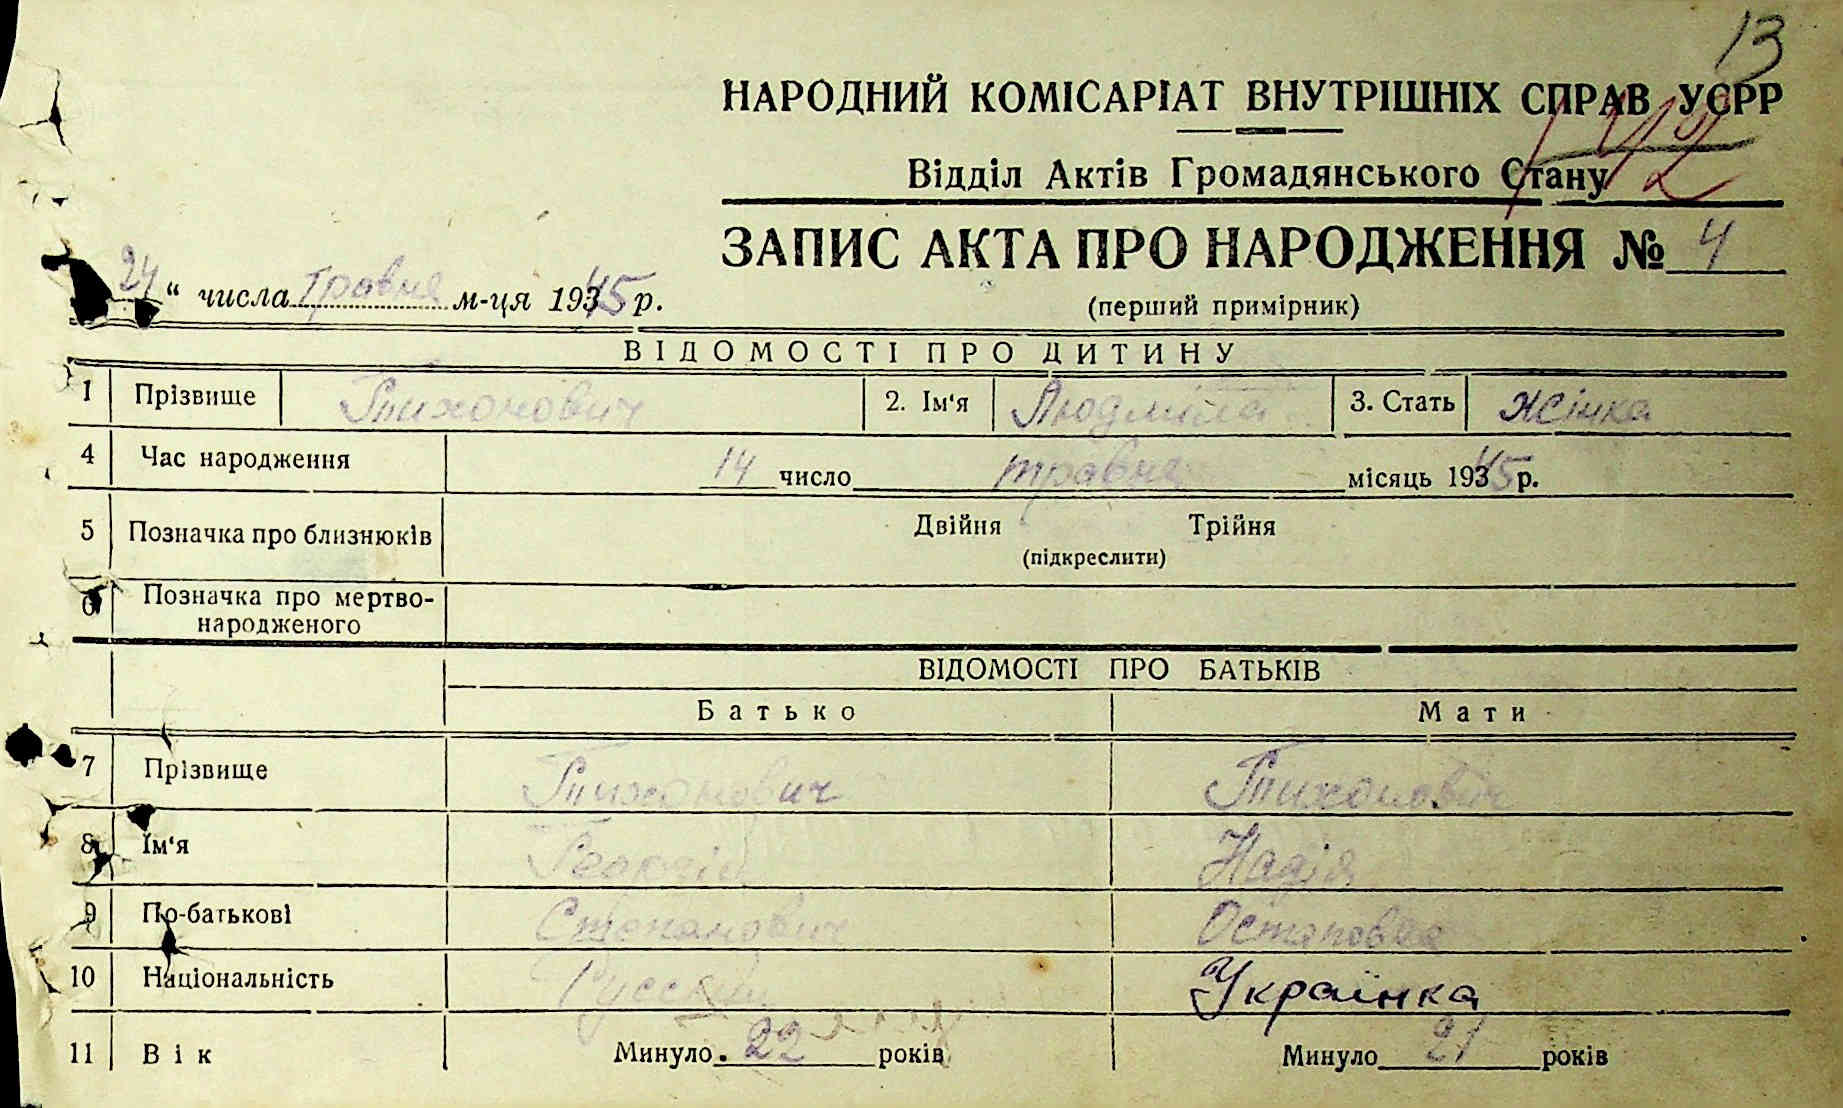 13
НАРОДНИЙ КОМІСАРІАТ ВНУТРІШНІХ СПРАВ УСРР
142
Відділ Актів Громадянського Стану
ЗАПИС АКТА ПРО НАРОДЖЕННЯ № 4
24 “ числа травня м-ця 1945 р.
(перший примірник)
ВІДОМОСТІ ПРО ДИТИНУ
1 Прізвище Тихонович 2. Ім'я Людміла 3. Стать жінка
4 Час народження 14 число травня місяць 1945 р.
5 Позначка про близнюків Двійня Трійня
(підкреслити)
6 Позначка про мертво-
народженого
ВІДОМОСТІ ПРО БАТЬКІВ
Батько Мати
7 Прізвище Тихонович Тихонович
8 Ім'я Георгій Надія
9 По-батькові Степанович Остаповна
10 Національність Русский Українка
11 Вік Минуло 22 років Минуло 21 років